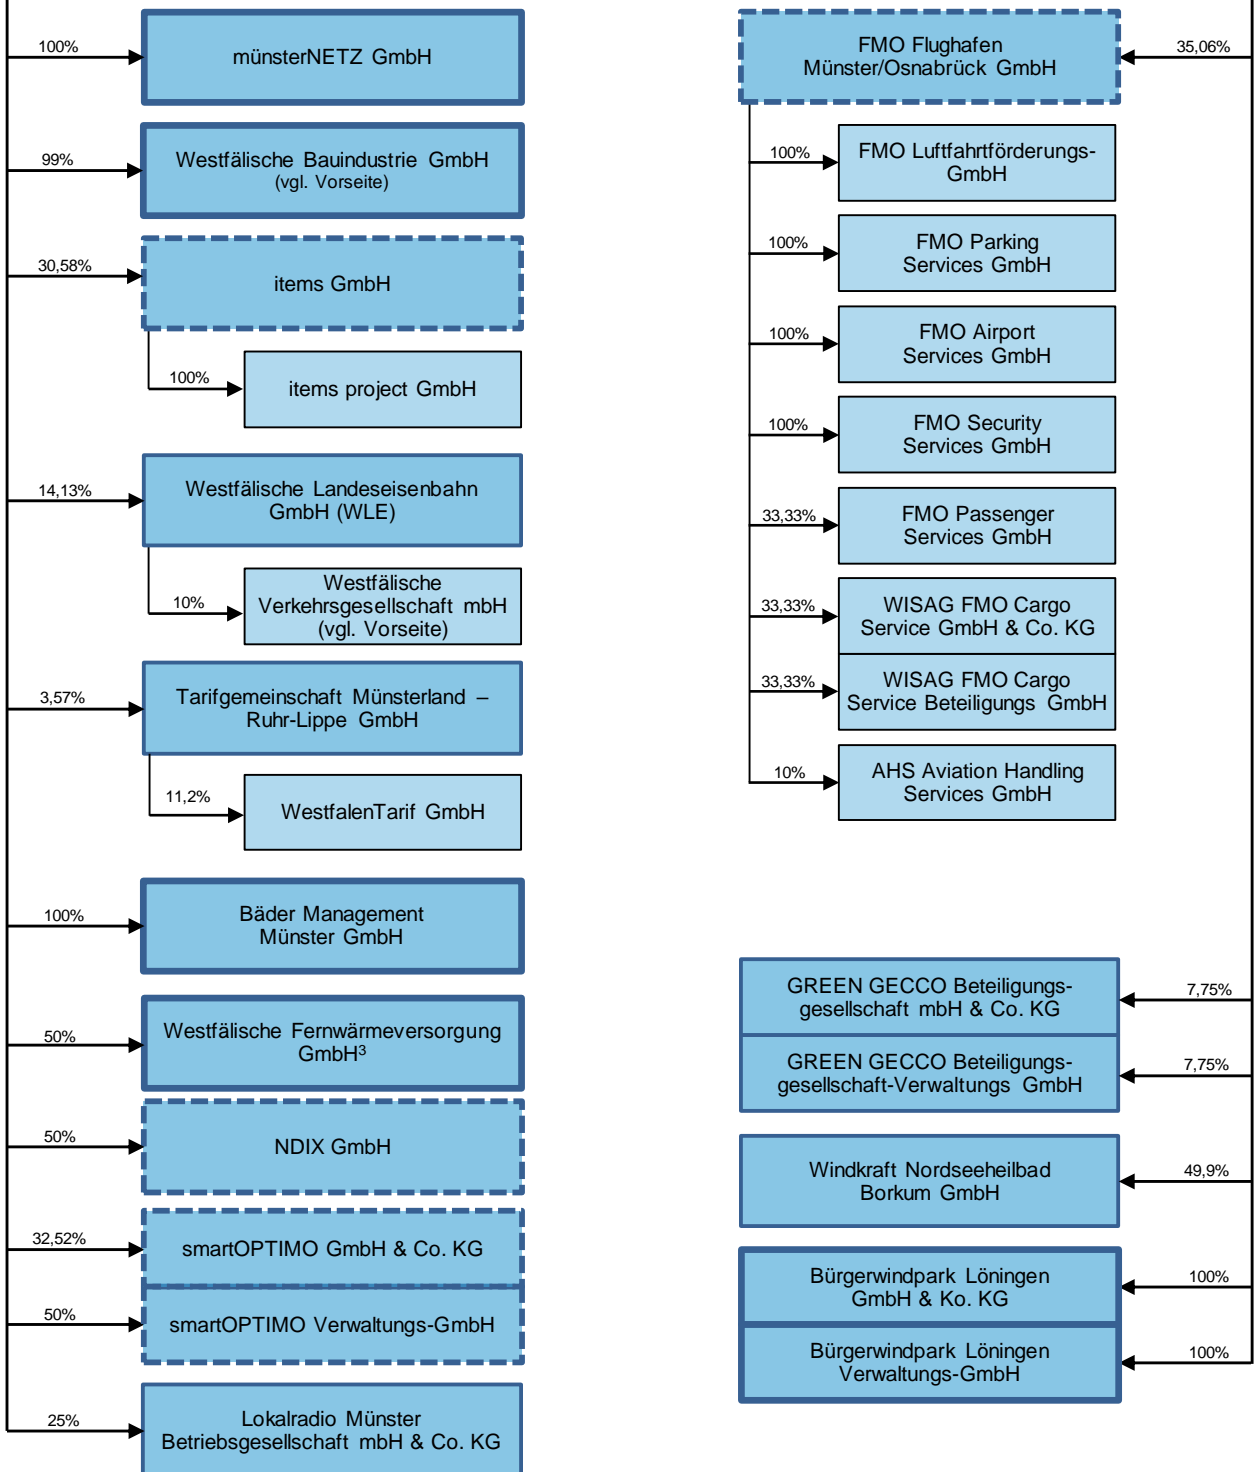 100%
münsterNETZ GmbH
99%
Westfälische Bauindustrie GmbH
(vgl. Vorseite)
30,58%
items GmbH
100%
items project GmbH
14,13%
Westfälische Landeseisenbahn
GmbH (WLE)
10%
Westfälische
Verkehrsgesellschaft mbH
(vgl. Vorseite)
3,57%
Tarifgemeinschaft Münsterland –
Ruhr-Lippe GmbH
11,2%
WestfalenTarif GmbH
100%
Bäder Management
Münster GmbH
50%
Westfälische Fernwärmeversorgung
GmbH³
50%
NDIX GmbH
32,52%
smartOPTIMO GmbH & Co. KG
50%
smartOPTIMO Verwaltungs-GmbH
25%
Lokalradio Münster
Betriebsgesellschaft mbH & Co. KG
FMO Flughafen
Münster/Osnabrück GmbH
35,06%
100%
FMO Luftfahrtförderungs-
GmbH
100%
FMO Parking
Services GmbH
100%
FMO Airport
Services GmbH
100%
FMO Security
Services GmbH
33,33%
FMO Passenger
Services GmbH
33,33%
WISAG FMO Cargo
Service GmbH & Co. KG
33,33%
WISAG FMO Cargo
Service Beteiligungs GmbH
10%
AHS Aviation Handling
Services GmbH
GREEN GECCO Beteiligungs-
gesellschaft mbH & Co. KG
7,75%
GREEN GECCO Beteiligungs-
gesellschaft-Verwaltungs GmbH
7,75%
Windkraft Nordseeheilbad
Borkum GmbH
49,9%
Bürgerwindpark Löningen
GmbH & Ko. KG
100%
Bürgerwindpark Löningen
Verwaltungs-GmbH
100%